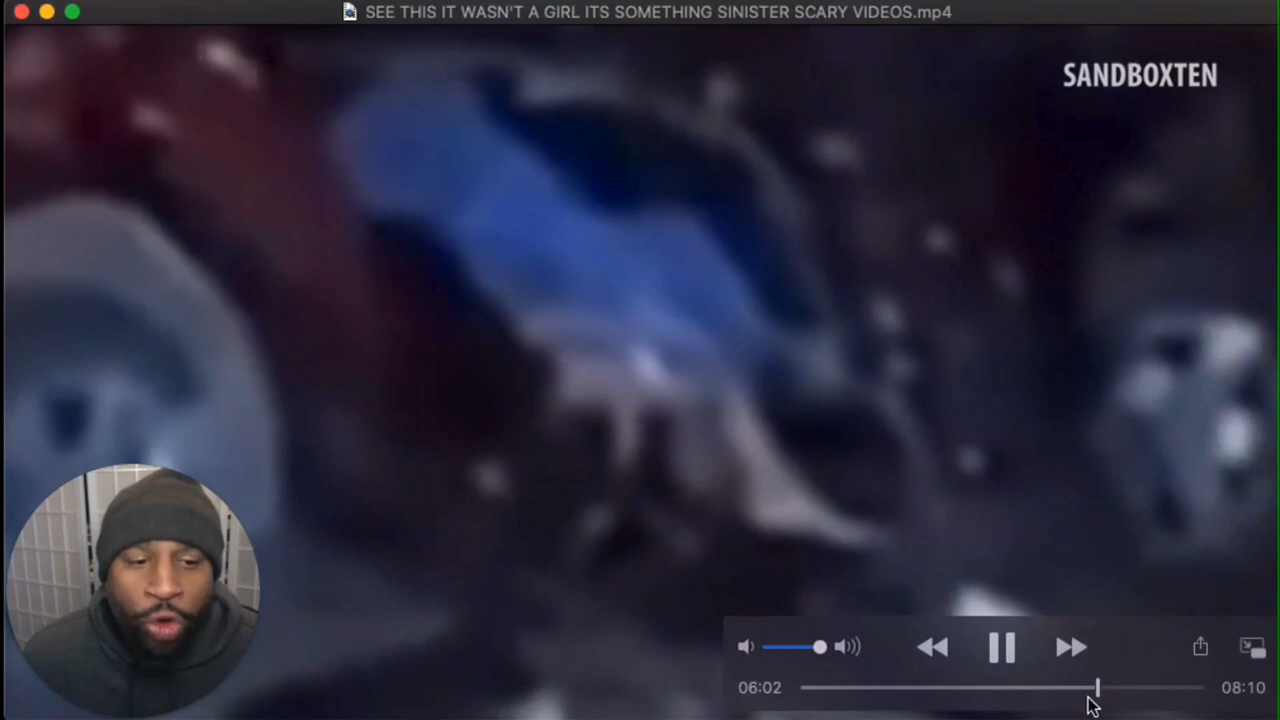 SEE THIS IT WASN'T A GIRL ITS SOMETHING SINISTER SCARY VIDEOS.mp4
SANDBOXTEN
06:02
08:10